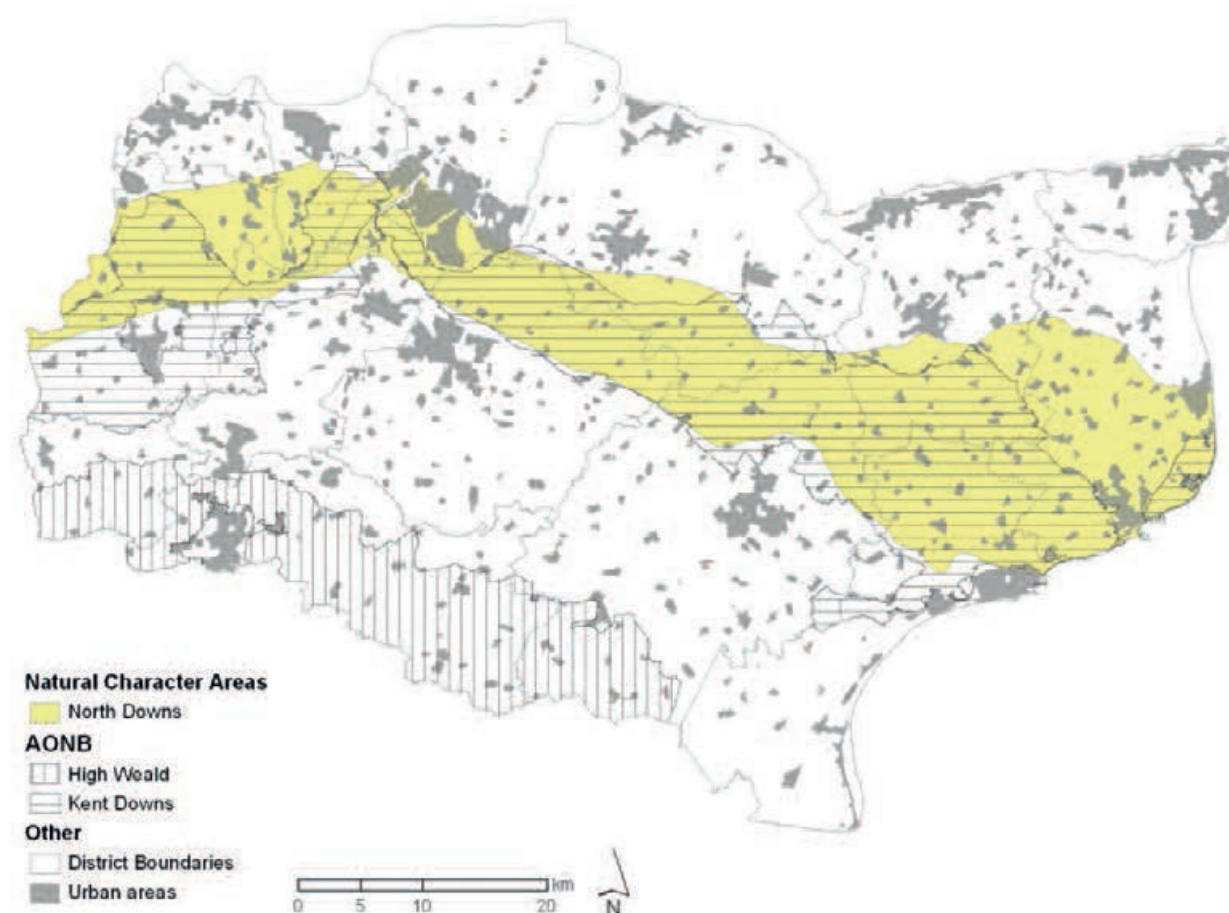 Natural Character Areas
North Downs
AONB
High Weald
Kent Downs
Other
District Boundaries
Urban areas
km
0 5 10 20
N